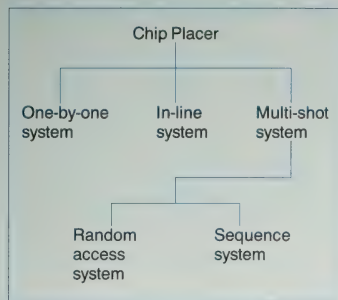 Chip Placer
One-by-one
system
In-line
system
Multi-shot
system
Random
access
system
Sequence
system